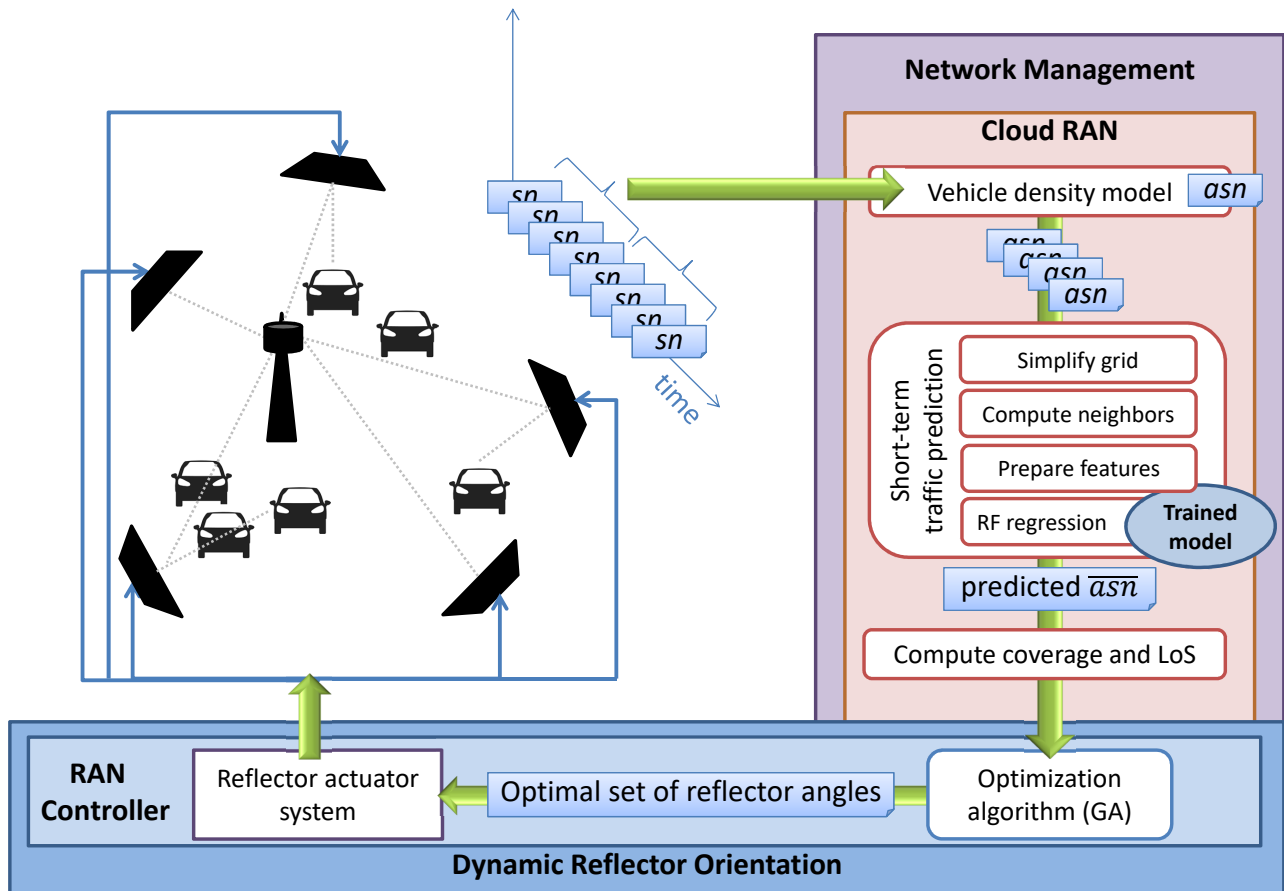 Network Management
Cloud RAN
Vehicle density model
asn
sn
sn
sn
sn
sn
sn
sn
sn
time
asn
asn
asn
asn
Short-term
traffic prediction
Simplify grid
Compute neighbors
Prepare features
RF regression
Trained
model
predicted a̅s̅n̅
Compute coverage and LoS
RAN
Controller
Reflector actuator
system
Optimal set of reflector angles
Optimization
algorithm (GA)
Dynamic Reflector Orientation